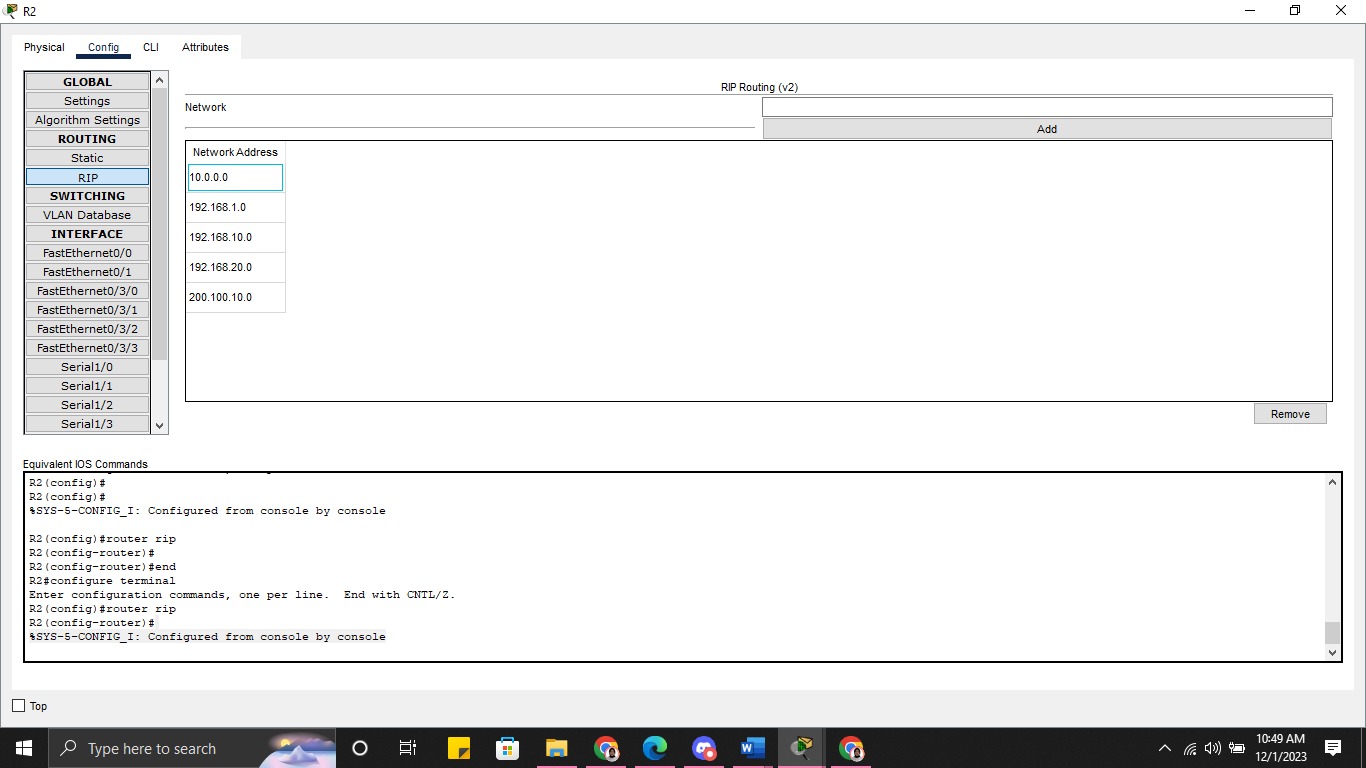 R2
Physical Config CLI Attributes
GLOBAL
Settings
Algorithm Settings
ROUTING
Static
RIP
SWITCHING
VLAN Database
INTERFACE
FastEthernet0/0
FastEthernet0/1
FastEthernet0/3/0
FastEthernet0/3/1
FastEthernet0/3/2
FastEthernet0/3/3
Serial1/0
Serial1/1
Serial1/2
Serial1/3
RIP Routing (v2)
Network
Add
Network Address
10.0.0.0
192.168.1.0
192.168.10.0
192.168.20.0
200.100.10.0
Remove
Equivalent IOS Commands
R2(config)#
R2(config)#
%SYS-5-CONFIG_I: Configured from console by console
R2(config)#router rip
R2(config-router)#
R2(config-router)#end
R2#configure terminal
Enter configuration commands, one per line. End with CNTL/Z.
R2(config)#router rip
R2(config-router)#
%SYS-5-CONFIG_I: Configured from console by console
Top
Type here to search
10:49 AM
12/1/2023